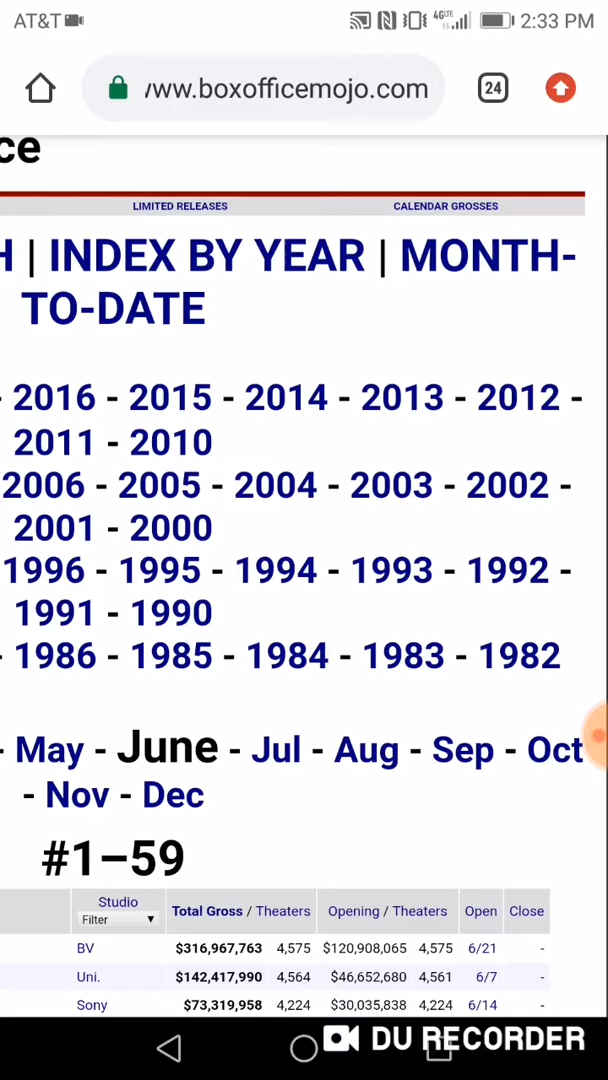 AT&T 4G LTE 2:33 PM
/ww.boxofficemojo.com 24
ce
LIMITED RELEASES CALENDAR GROSSES
H | INDEX BY YEAR | MONTH-
TO-DATE
- 2016 - 2015 - 2014 - 2013 - 2012 -
2011 - 2010
2006 - 2005 - 2004 - 2003 - 2002 -
2001 - 2000
1996 - 1995 - 1994 - 1993 - 1992 -
1991 - 1990
- 1986 - 1985 - 1984 - 1983 - 1982
- May - June - Jul - Aug - Sep - Oct
- Nov - Dec
#1–59
Studio Total Gross / Theaters Opening / Theaters Open Close
Filter
BV $316,967,763 4,575 $120,908,065 4,575 6/21 -
Uni. $142,417,990 4,564 $46,652,680 4,561 6/7 -
Sony $73,319,958 4,224 $30,035,838 4,224 6/14 -
DU RECORDER